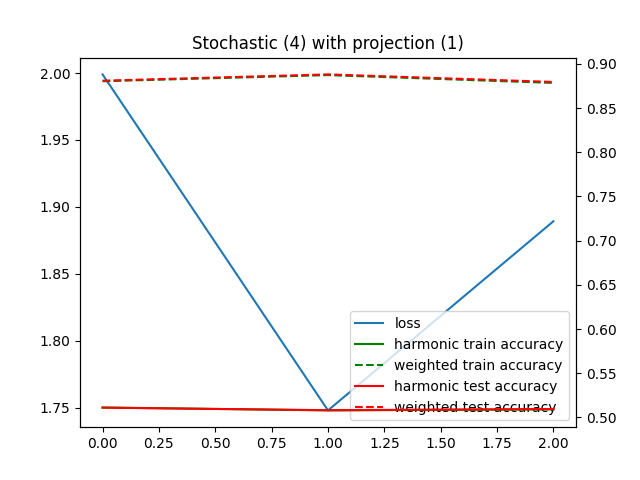 Stochastic (4) with projection (1)
2.00
1.95
1.90
1.85
1.80
1.75
0.90
0.85
0.80
0.75
0.70
0.65
0.60
0.55
0.50
loss
harmonic train accuracy
weighted train accuracy
harmonic test accuracy
weighted test accuracy
0.00 0.25 0.50 0.75 1.00 1.25 1.50 1.75 2.00